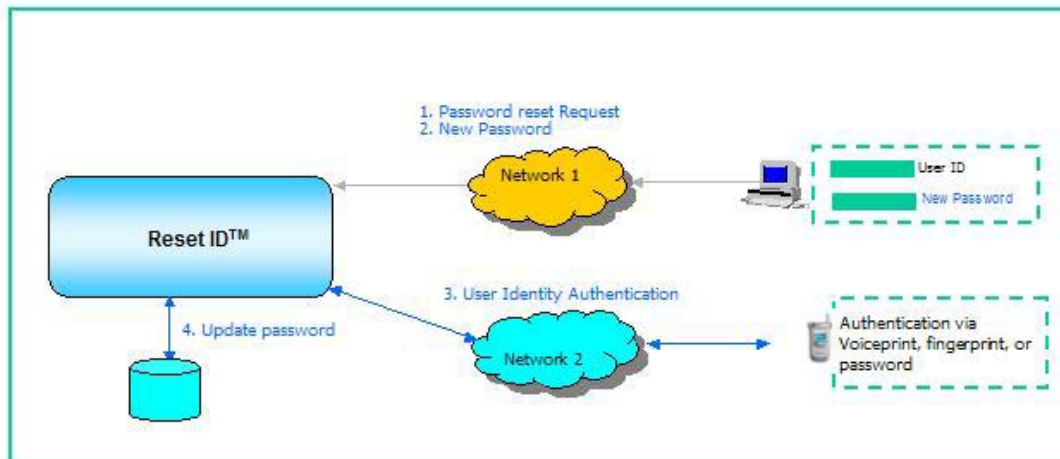 1. Password reset Request
2. New Password
Network 1
User ID
New Password
Reset ID™
3. User Identity Authentication
4. Update password
Network 2
Authentication via
Voiceprint, fingerprint, or
password